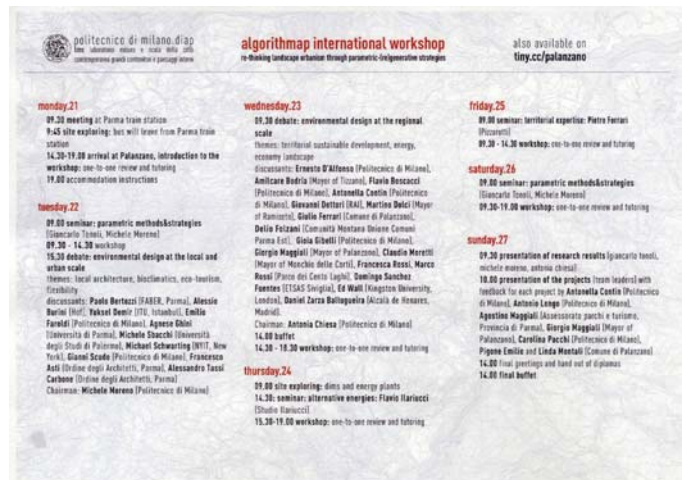 politecnico di milano.diap
algorithmap international workshop
re-thinking landscape urbanism through parametric-(re)generative strategies
also available on
tiny.cc/palanzano
monday.21
09.30 meeting at Parma train station
9:45 site exploring: bus will leave from Parma train
station
14.30-19.00 arrival at Palanzano, introduction to the
workshop: one-to-one review and tutoring
19.00 accommodation instructions
tuesday.22
09.00 seminar: parametric methods&strategies
(Giancarlo Tonoli, Michele Moreno)
09.30 - 14.30 workshop
15.30 debate: environmental design at the local and
urban scale
themes: local architecture, bioclimatics, eco-tourism,
flexibility
discussants: Paolo Bertozzi (FABER, Parma), Alessio
Burini (Hof), Yuksel Demir (ITU, Istanbul), Emilio
Faroldi (Politecnico di Milano), Agnese Ghini
(Università di Parma), Michele Sbacchi (Università
degli Studi di Palermo), Michael Schwarting (NYIT, New
York), Gianni Scudo (Politecnico di Milano), Francesco
Asti (Ordine degli Architetti, Parma), Alessandro Tassi
Carbone (Ordine degli Architetti, Parma)
Chairman: Michele Moreno (Politecnico di Milano)
wednesday.23
09.30 debate: environmental design at the regional
scale
themes: territorial sustainable development, energy,
economy landscape
discussants: Ernesto D'Alfonso (Politecnico di Milano),
Amilcare Bodria (Mayor of Tizzano), Flavio Boscacci
(Politecnico di Milano), Antonella Contin (Politecnico
di Milano), Giovanni Dettori (RAI), Martino Dolci (Mayor
of Ramiseto), Giolio Ferrari (Comune di Palanzano),
Delio Folzani (Comunità Montana Unione Comuni
Parma Est), Gioia Gibelli (Politecnico di Milano),
Giorgio Maggiali (Mayor of Palanzano), Claudio Moretti
(Mayor of Monchio delle Corti), Francesca Rossi, Marco
Rossi (Parco dei Cento Laghi), Domingo Sanchez
Fuentes (ETSAS Siviglia), Ed Wall (Kingston University,
London), Daniel Zarza Ballugueira (Alcalà de Henares,
Madrid).
Chairman: Antonia Chiesa (Politecnico di Milano)
14.00 buffet
14.30 - 18.30 workshop: one-to-one review and tutoring
thursday.24
09.00 site exploring: dims and energy plants
14.30: seminar: alternative energies: Flavio Ilariucci
(Studio Ilariucci)
15.30-19.00 workshop: one-to-one review and tutoring
friday.25
09.00 seminar: territorial expertise: Pietro Ferrari
(Pizzarotti)
09.30 - 14.30 workshop: one-to-one review and tutoring
saturday.26
09.00 seminar: parametric methods&strategies
(Giancarlo Tonoli, Michele Moreno)
09.30-19.00 workshop: one-to-one review and tutoring
sunday.27
09.30 presentation of research results (giancarlo tonoli,
michele moreno, antonia chiesa)
10.00 presentation of the projects (team leaders) with
feedback for each project by Antonella Contin (Politecnico
di Milano), Antonio Longo (Politecnico di Milano),
Agostino Maggiali (Assessorato parchi e turismo,
Provincia di Parma), Giorgio Maggiali (Mayor of
Palanzano), Carolina Pacchi (Politecnico di Milano),
Pigone Emilio and Linda Montali (Comune di Palanzano)
14.00 final greetings and hand out of diplomas
14.00 final buffet